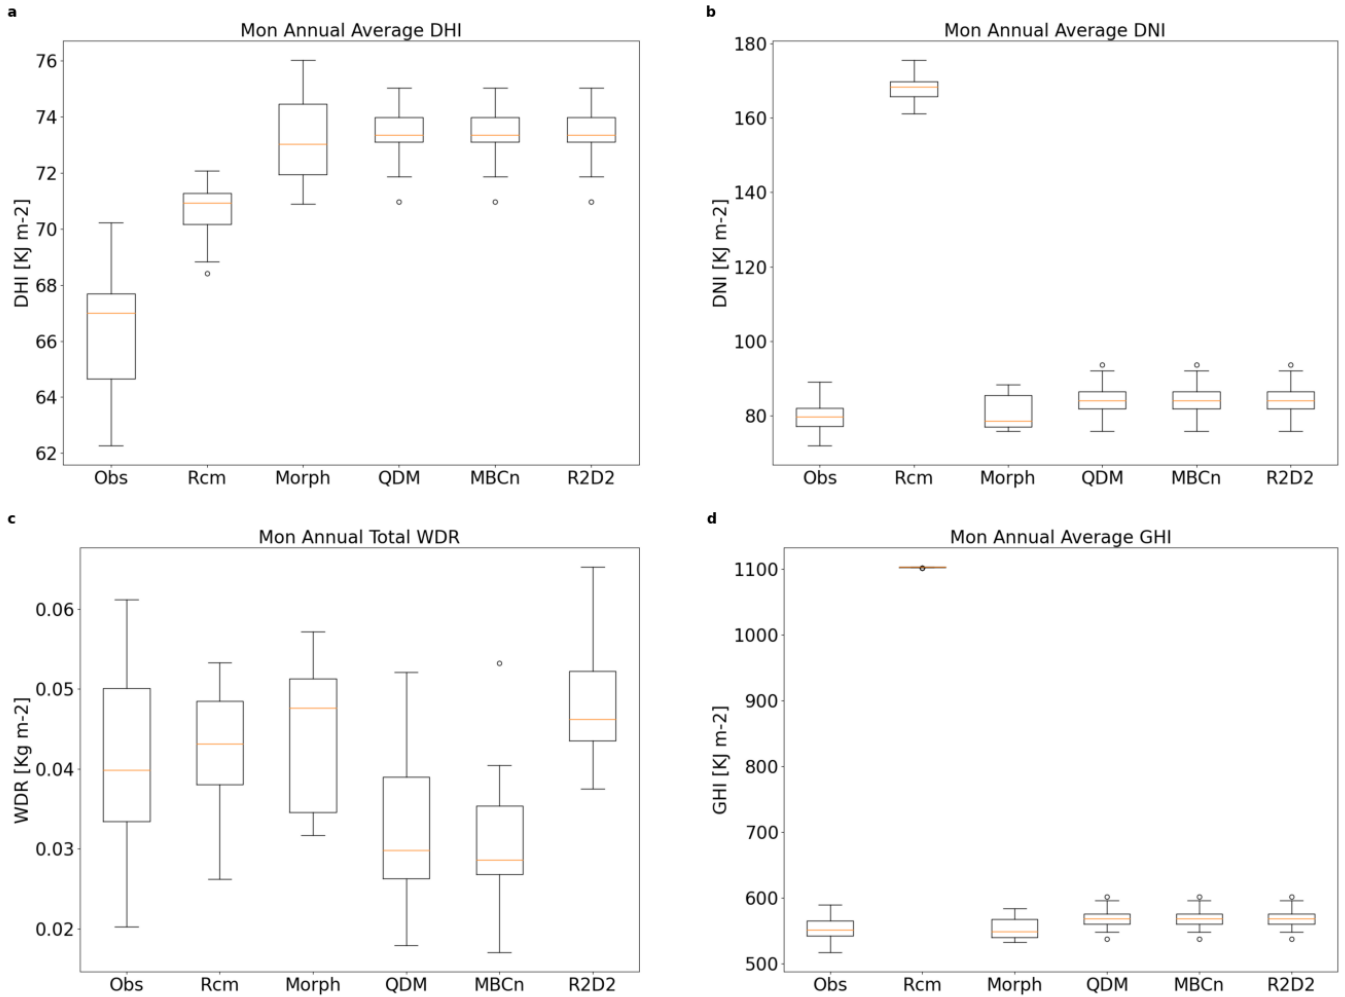 a
Mon Annual Average DHI
DHI [KJ m-2]
76
74
72
70
68
66
64
62
Obs Rcm Morph QDM MBCn R2D2
b
Mon Annual Average DNI
DNI [KJ m-2]
180
160
140
120
100
80
Obs Rcm Morph QDM MBCn R2D2
c
Mon Annual Total WDR
WDR [Kg m-2]
0.06
0.05
0.04
0.03
0.02
Obs Rcm Morph QDM MBCn R2D2
d
Mon Annual Average GHI
GHI [KJ m-2]
1100
1000
900
800
700
600
500
Obs Rcm Morph QDM MBCn R2D2